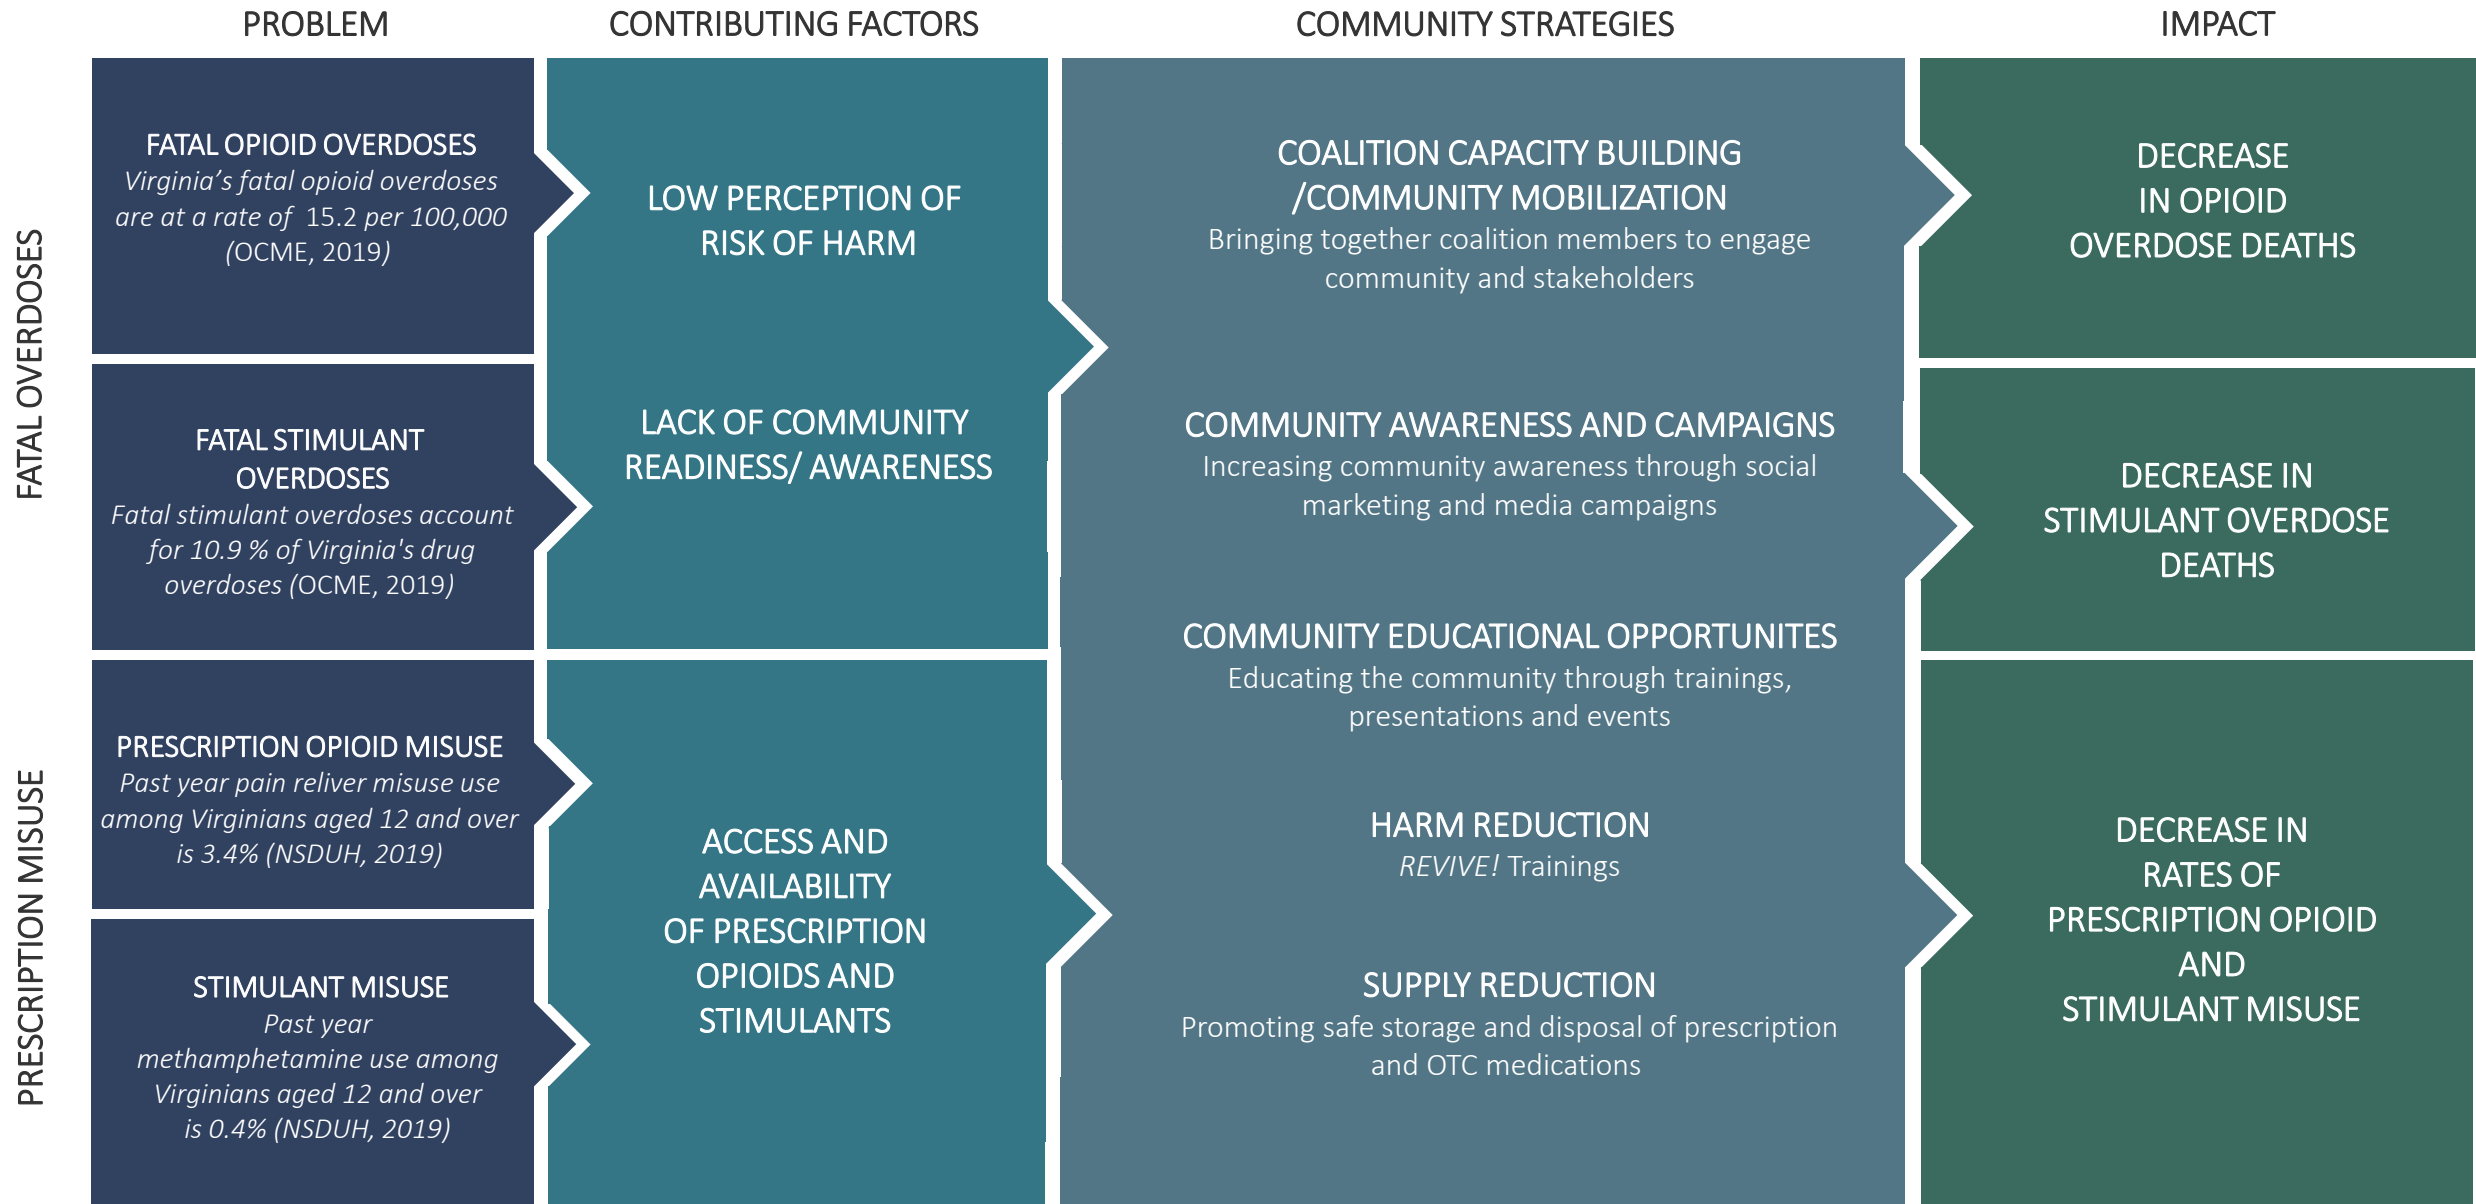 PROBLEM
CONTRIBUTING FACTORS
COMMUNITY STRATEGIES
IMPACT
FATAL OVERDOSES
FATAL OPIOID OVERDOSES
Virginia’s fatal opioid overdoses
are at a rate of 15.2 per 100,000
(OCME, 2019)
FATAL STIMULANT
OVERDOSES
Fatal stimulant overdoses account
for 10.9 % of Virginia's drug
overdoses (OCME, 2019)
PRESCRIPTION MISUSE
PRESCRIPTION OPIOID MISUSE
Past year pain reliver misuse use
among Virginians aged 12 and over
is 3.4% (NSDUH, 2019)
STIMULANT MISUSE
Past year
methamphetamine use among
Virginians aged 12 and over
is 0.4% (NSDUH, 2019)
LOW PERCEPTION OF
RISK OF HARM
LACK OF COMMUNITY
READINESS/ AWARENESS
ACCESS AND
AVAILABILITY
OF PRESCRIPTION
OPIOIDS AND
STIMULANTS
COALITION CAPACITY BUILDING
/COMMUNITY MOBILIZATION
Bringing together coalition members to engage
community and stakeholders
COMMUNITY AWARENESS AND CAMPAIGNS
Increasing community awareness through social
marketing and media campaigns
COMMUNITY EDUCATIONAL OPPORTUNITES
Educating the community through trainings,
presentations and events
HARM REDUCTION
REVIVE! Trainings
SUPPLY REDUCTION
Promoting safe storage and disposal of prescription
and OTC medications
DECREASE
IN OPIOID
OVERDOSE DEATHS
DECREASE IN
STIMULANT OVERDOSE
DEATHS
DECREASE IN
RATES OF
PRESCRIPTION OPIOID
AND
STIMULANT MISUSE